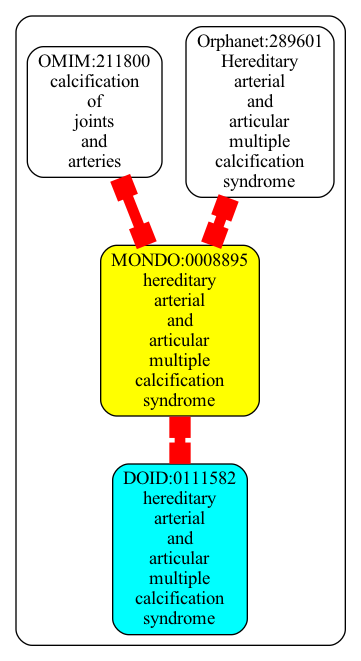 OMIM:211800
calcification
of
joints
and
arteries
Orphanet:289601
Hereditary
arterial
and
articular
multiple
calcification
syndrome
MONDO:0008895
hereditary
arterial
and
articular
multiple
calcification
syndrome
DOID:0111582
hereditary
arterial
and
articular
multiple
calcification
syndrome